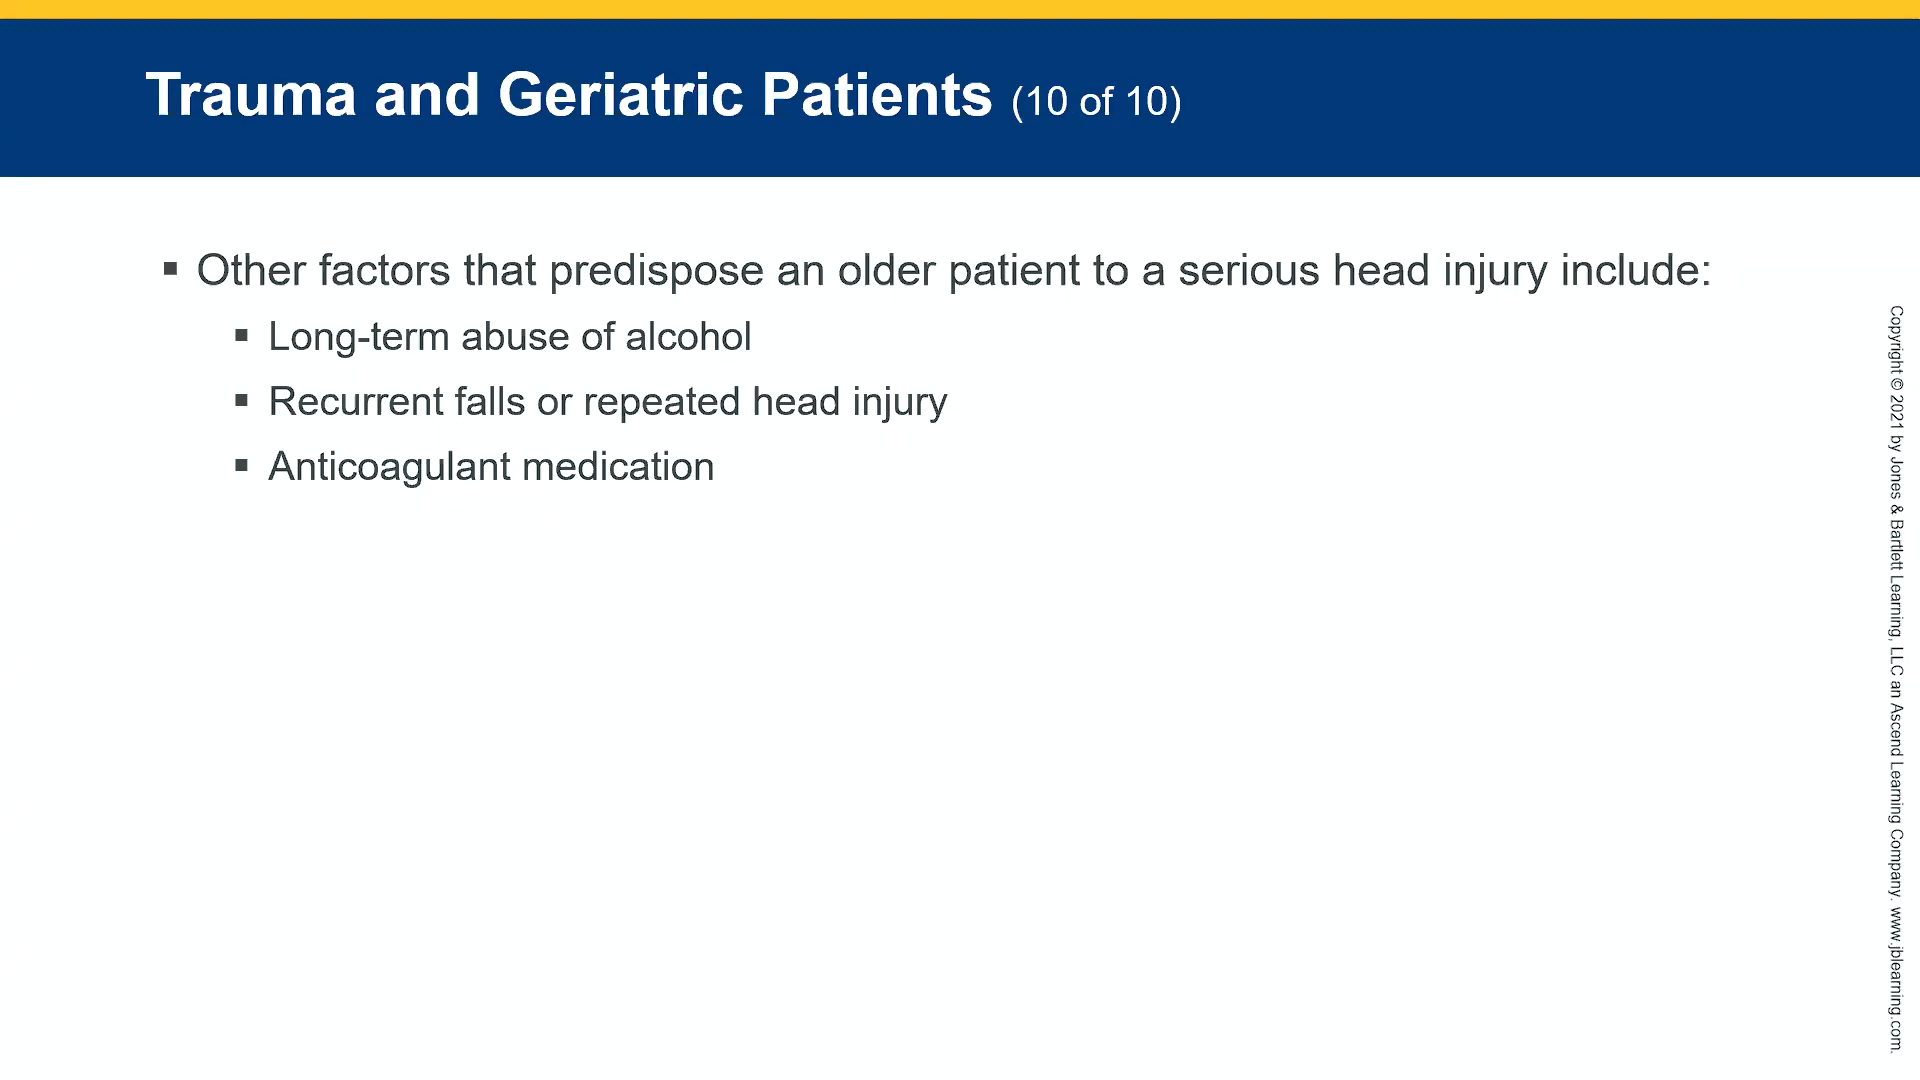 Trauma and Geriatric Patients (10 of 10)
▪ Other factors that predispose an older patient to a serious head injury include:
▪ Long-term abuse of alcohol
▪ Recurrent falls or repeated head injury
▪ Anticoagulant medication
Copyright © 2021 by Jones & Bartlett Learning, LLC an Ascend Learning Company. www.jblearning.com.